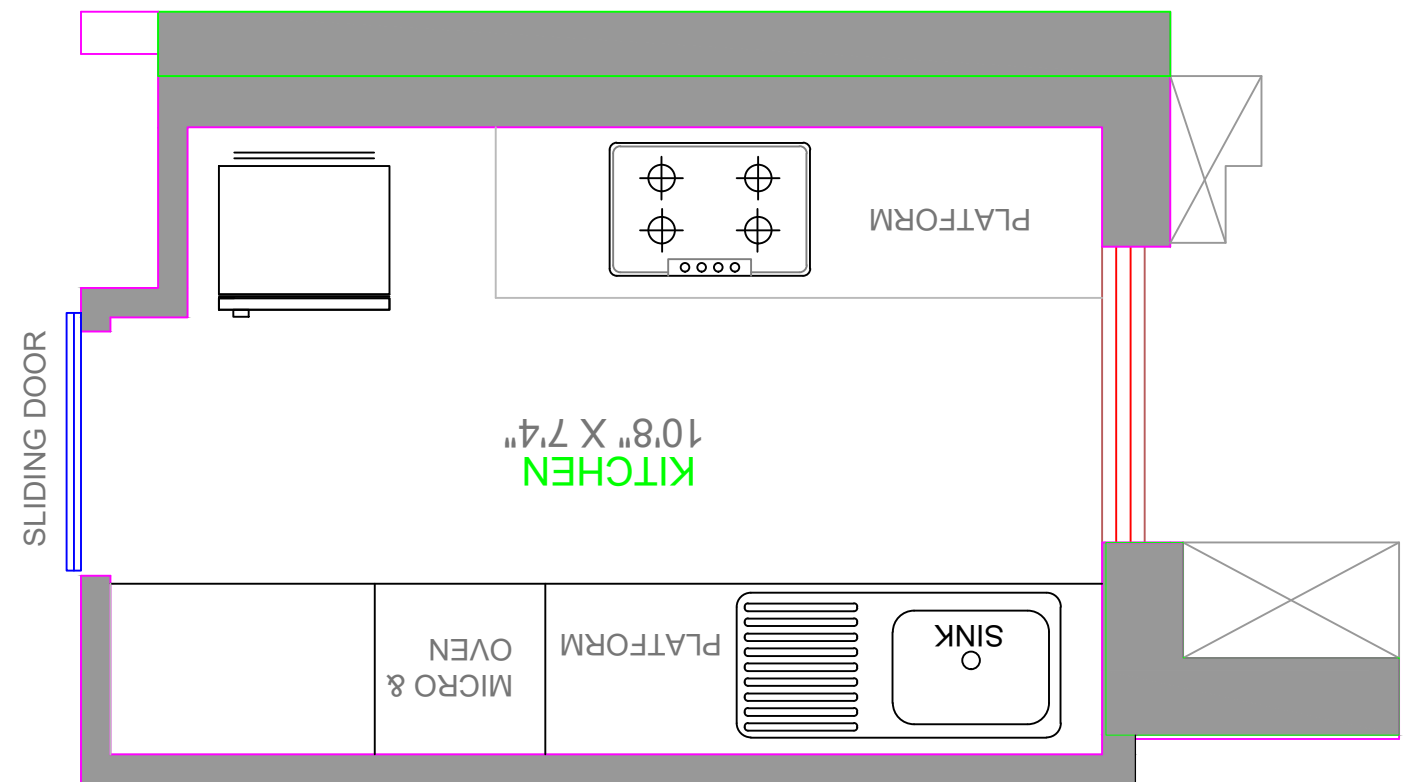 SINK
PLATFORM
MICRO &
OVEN
KITCHEN
10'8" X 7'4"
PLATFORM
SLIDING DOOR